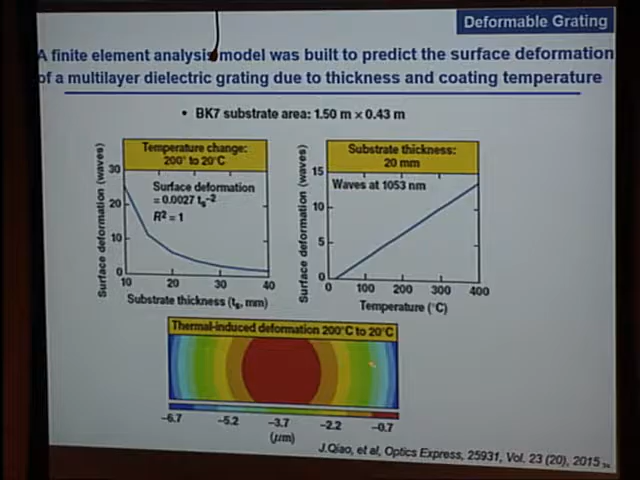 Deformable Grating
A finite element analysis model was built to predict the surface deformation
of a multilayer dielectric grating due to thickness and coating temperature
• BK7 substrate area: 1.50 m × 0.43 m
Temperature change:
200° to 20°C
Surface deformation (waves)
30
20
10
0
Surface deformation
= 0.0027 tₛ⁻²
R² = 1
10 20 30 40
Substrate thickness (tₛ, mm)
Substrate thickness:
20 mm
Surface deformation (waves)
15
10
5
0
Waves at 1053 nm
0 100 200 300 400
Temperature (°C)
Thermal-induced deformation 200°C to 20°C
–6.7 –5.2 –3.7 –2.2 –0.7
(μm)
J.Qiao, et al, Optics Express, 25931, Vol. 23 (20), 2015